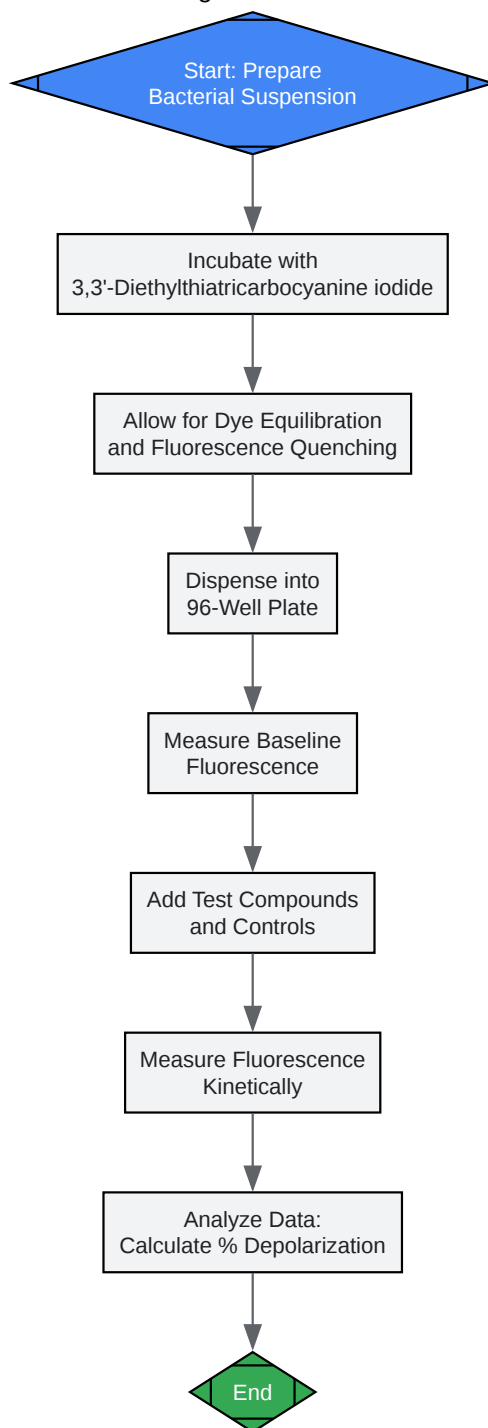 Start: Prepare
Bacterial Suspension
Incubate with
3,3'-Diethylthiatricarbocyanine iodide
Allow for Dye Equilibration
and Fluorescence Quenching
Dispense into
96-Well Plate
Measure Baseline
Fluorescence
Add Test Compounds
and Controls
Measure Fluorescence
Kinetically
Analyze Data:
Calculate % Depolarization
End